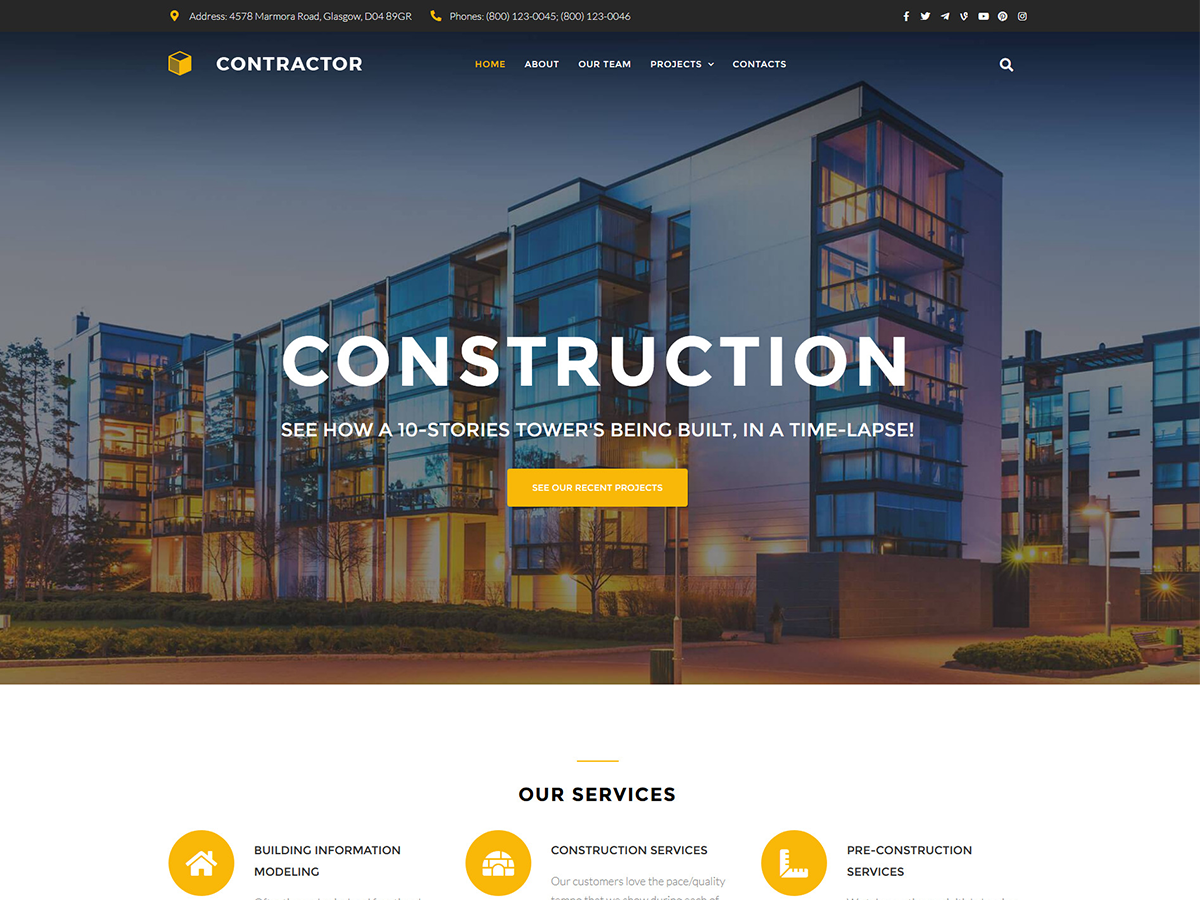 Address: 4578 Marmora Road, Glasgow, D04 89GR Phones: (800) 123-0045; (800) 123-0046
CONTRACTOR
HOME ABOUT OUR TEAM PROJECTS CONTACTS
CONSTRUCTION
SEE HOW A 10-STORIES TOWER'S BEING BUILT, IN A TIME-LAPSE!
SEE OUR RECENT PROJECTS
OUR SERVICES
BUILDING INFORMATION
MODELING
CONSTRUCTION SERVICES
Our customers love the pace/quality
tempo that we show during each of
PRE-CONSTRUCTION
SERVICES